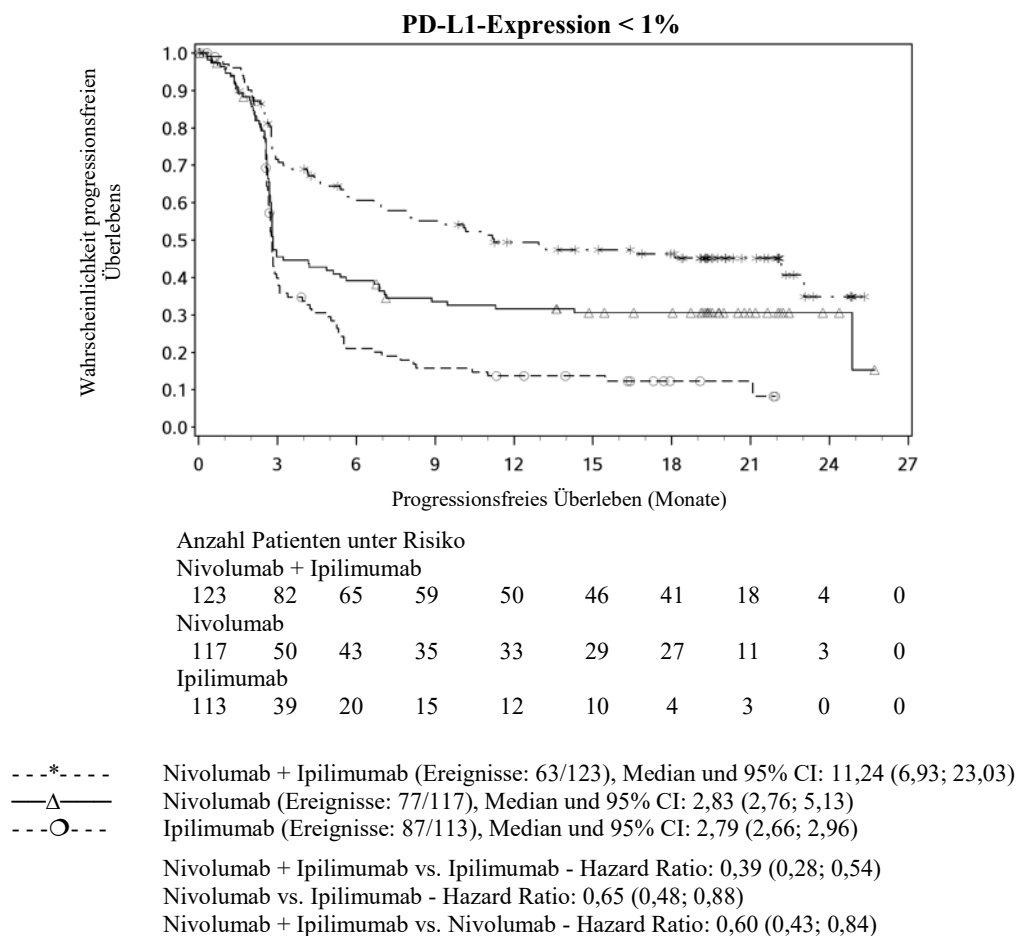 PD-L1-Expression < 1%
Wahrscheinlichkeit progressionsfreien
Überlebens
1.0
0.9
0.8
0.7
0.6
0.5
0.4
0.3
0.2
0.1
0.0
0 3 6 9 12 15 18 21 24 27
Progressionsfreies Überleben (Monate)
Anzahl Patienten unter Risiko
Nivolumab + Ipilimumab
123 82 65 59 50 46 41 18 4 0
Nivolumab
117 50 43 35 33 29 27 11 3 0
Ipilimumab
113 39 20 15 12 10 4 3 0 0
- - -*- - - - Nivolumab + Ipilimumab (Ereignisse: 63/123), Median und 95% CI: 11,24 (6,93; 23,03)
——Δ—— Nivolumab (Ereignisse: 77/117), Median und 95% CI: 2,83 (2,76; 5,13)
- - -❍- - - Ipilimumab (Ereignisse: 87/113), Median und 95% CI: 2,79 (2,66; 2,96)
Nivolumab + Ipilimumab vs. Ipilimumab - Hazard Ratio: 0,39 (0,28; 0,54)
Nivolumab vs. Ipilimumab - Hazard Ratio: 0,65 (0,48; 0,88)
Nivolumab + Ipilimumab vs. Nivolumab - Hazard Ratio: 0,60 (0,43; 0,84)